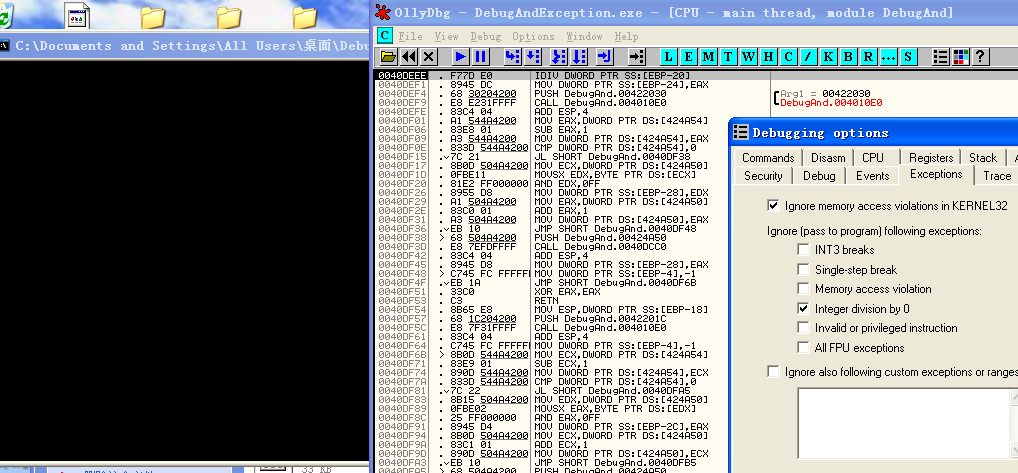 C:\Documents and Settings\All Users\桌面\Debu
OllyDbg - DebugAndException.exe - [CPU - main thread, module DebugAnd]
C File View Debug Options Window Help
L E M T W H C / K B R ... S ?
0040DEEE . F77D E0 IDIV DWORD PTR SS:[EBP-20]
0040DEF1 . 8945 DC MOV DWORD PTR SS:[EBP-24],EAX
0040DEF4 . 68 30204200 PUSH DebugAnd.00422030
Arg1 = 00422030
0040DEF9 . E8 E231FFFF CALL DebugAnd.004010E0
DebugAnd.004010E0
0040DEFE . 83C4 04 ADD ESP,4
0040DF01 . A1 544A4200 MOV EAX,DWORD PTR DS:[424A54]
0040DF06 . 83E8 01 SUB EAX,1
0040DF09 . A3 544A4200 MOV DWORD PTR DS:[424A54],EAX
0040DF0E . 833D 544A4200 CMP DWORD PTR DS:[424A54],0
0040DF15 . 7C 21 JL SHORT DebugAnd.0040DF38
0040DF17 . 8B0D 504A4200 MOV ECX,DWORD PTR DS:[424A50]
0040DF1D . 0FBE11 MOVSX EDX,BYTE PTR DS:[ECX]
0040DF20 . 81E2 FF000000 AND EDX,0FF
0040DF26 . 8955 D8 MOV DWORD PTR SS:[EBP-28],EDX
0040DF29 . A1 504A4200 MOV EAX,DWORD PTR DS:[424A50]
0040DF2E . 83C0 01 ADD EAX,1
0040DF31 . A3 504A4200 MOV DWORD PTR DS:[424A50],EAX
0040DF36 . EB 10 JMP SHORT DebugAnd.0040DF48
0040DF38 > 68 504A4200 PUSH DebugAnd.00424A50
0040DF3D . E8 7EFDFFFF CALL DebugAnd.0040DCC0
0040DF42 . 83C4 04 ADD ESP,4
0040DF45 . 8945 D8 MOV DWORD PTR SS:[EBP-28],EAX
0040DF48 > C745 FC FFFFFF MOV DWORD PTR SS:[EBP-4],-1
0040DF4F . EB 1A JMP SHORT DebugAnd.0040DF6B
0040DF51 . 33C0 XOR EAX,EAX
0040DF53 . C3 RETN
0040DF54 . 8B65 E8 MOV ESP,DWORD PTR SS:[EBP-18]
0040DF57 . 68 1C204200 PUSH DebugAnd.0042201C
0040DF5C . E8 7F31FFFF CALL DebugAnd.004010E0
0040DF61 . 83C4 04 ADD ESP,4
0040DF64 . C745 FC FFFFFF MOV DWORD PTR SS:[EBP-4],-1
0040DF6B > 8B0D 544A4200 MOV ECX,DWORD PTR DS:[424A54]
0040DF71 . 83E9 01 SUB ECX,1
0040DF74 . 890D 544A4200 MOV DWORD PTR DS:[424A54],ECX
0040DF7A . 833D 544A4200 CMP DWORD PTR DS:[424A54],0
0040DF81 . 7C 22 JL SHORT DebugAnd.0040DFA5
0040DF83 . 8B15 504A4200 MOV EDX,DWORD PTR DS:[424A50]
0040DF89 . 0FBE02 MOVSX EAX,BYTE PTR DS:[EDX]
0040DF8C . 25 FF000000 AND EAX,0FF
0040DF91 . 8945 D4 MOV DWORD PTR SS:[EBP-2C],EAX
0040DF94 . 8B0D 504A4200 MOV ECX,DWORD PTR DS:[424A50]
0040DF9A . 83C1 01 ADD ECX,1
0040DF9D . 890D 504A4200 MOV DWORD PTR DS:[424A50],ECX
0040DFA3 . EB 10 JMP SHORT DebugAnd.0040DFB5
0040DFA5 > 68 504A4200 PUSH DebugAnd.00424A50
Debugging options
Commands Disasm CPU Registers Stack
Security Debug Events Exceptions Trace
Ignore memory access violations in KERNEL32
Ignore (pass to program) following exceptions:
INT3 breaks
Single-step break
Memory access violation
Integer division by 0
Invalid or privileged instruction
All FPU exceptions
Ignore also following custom exceptions or ranges
33 KB